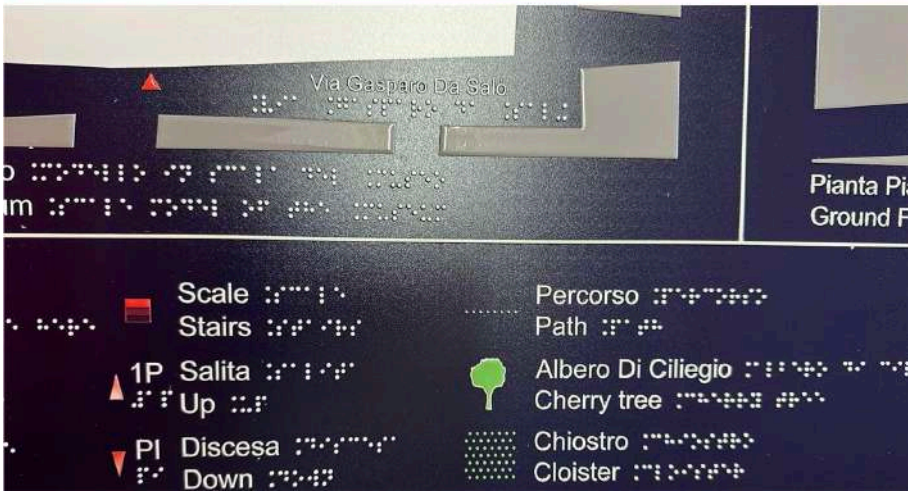 Via Gasparo Da Salò
⠍⠕⠙⠑⠇⠇⠕ ⠊⠝ ⠎⠉⠁⠇⠁ ⠙⠑⠇
⠎⠉⠁⠇⠑ ⠍⠕⠙⠑⠇ ⠕⠋ ⠞⠓⠑
Pianta
Ground
Scale ⠎⠉⠁⠇⠑
Stairs ⠎⠞⠁⠊⠗⠎
⠓⠑⠗⠑
1P Salita ⠎⠁⠇⠊⠞⠁
Up ⠥⠏
PI Discesa ⠙⠊⠎⠉⠑⠎⠁
Down ⠙⠕⠺⠝
Percorso ⠏⠑⠗⠉⠕⠗⠎⠕
Path ⠏⠁⠞⠓
Albero Di Ciliegio ⠁⠇⠃⠑⠗⠕ ⠙⠊
Cherry tree ⠉⠓⠑⠗⠗⠽ ⠞⠗⠑⠑
Chiostro ⠉⠓⠊⠕⠎⠞⠗⠕
Cloister ⠉⠇⠕⠊⠎⠞⠑⠗